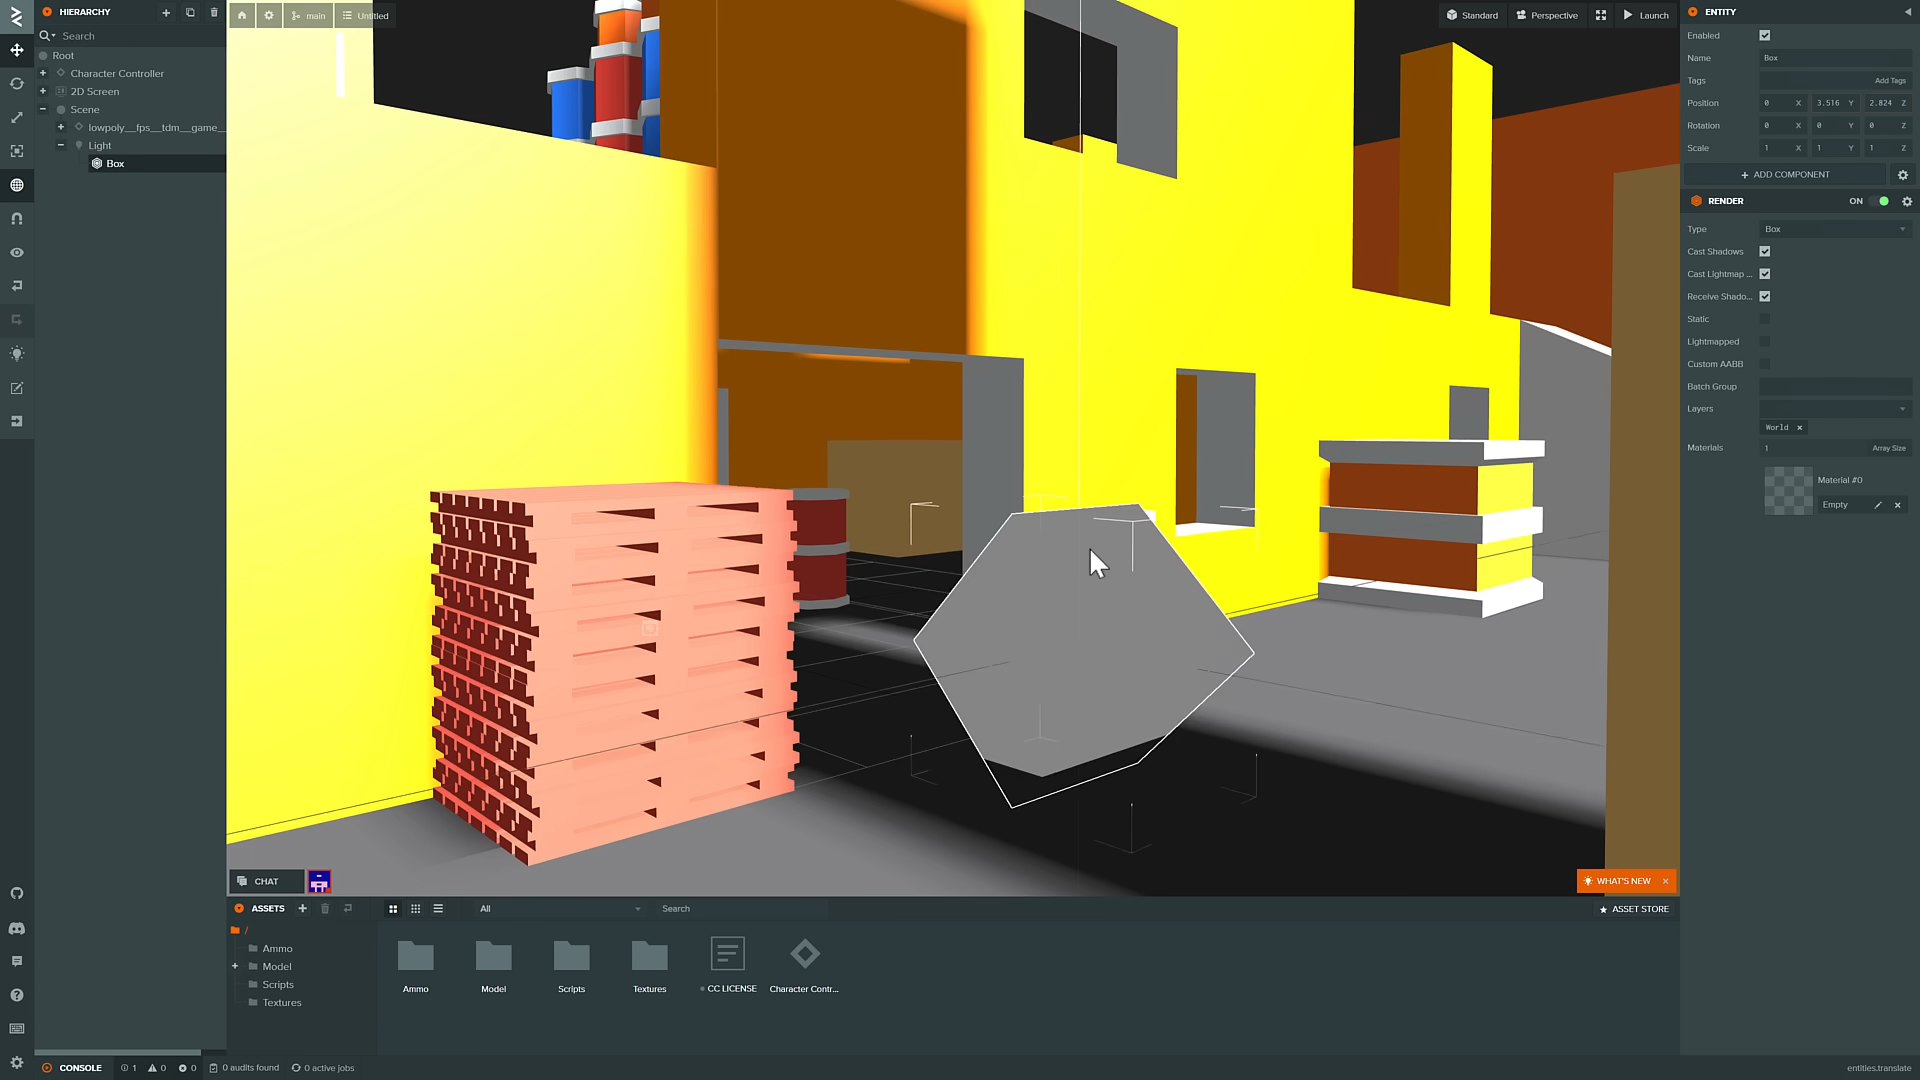 HIERARCHY
main
Untitled
Standard
Perspective
Launch
ENTITY
Search
Enabled
Root
Name
Box
Character Controller
Tags
Add Tags
2D Screen
Position
0 X
3.516 Y
2.824 Z
Scene
Rotation
0 X
0 Y
0 Z
lowpoly__fps__tdm__game__
Scale
1 X
1 Y
1 Z
Light
Box
ADD COMPONENT
RENDER
ON
Type
Box
Cast Shadows
Cast Lightmap ...
Receive Shado...
Static
Lightmapped
Custom AABB
Batch Group
Layers
World
Materials
1
Array Size
Material #0
Empty
CHAT
WHAT'S NEW
ASSETS
All
Search
ASSET STORE
/
Ammo
Model
Scripts
Textures
Ammo
Model
Scripts
Textures
CC LICENSE
Character Contr...
CONSOLE
1
0
0
0 audits found
0 active jobs
entities.translate